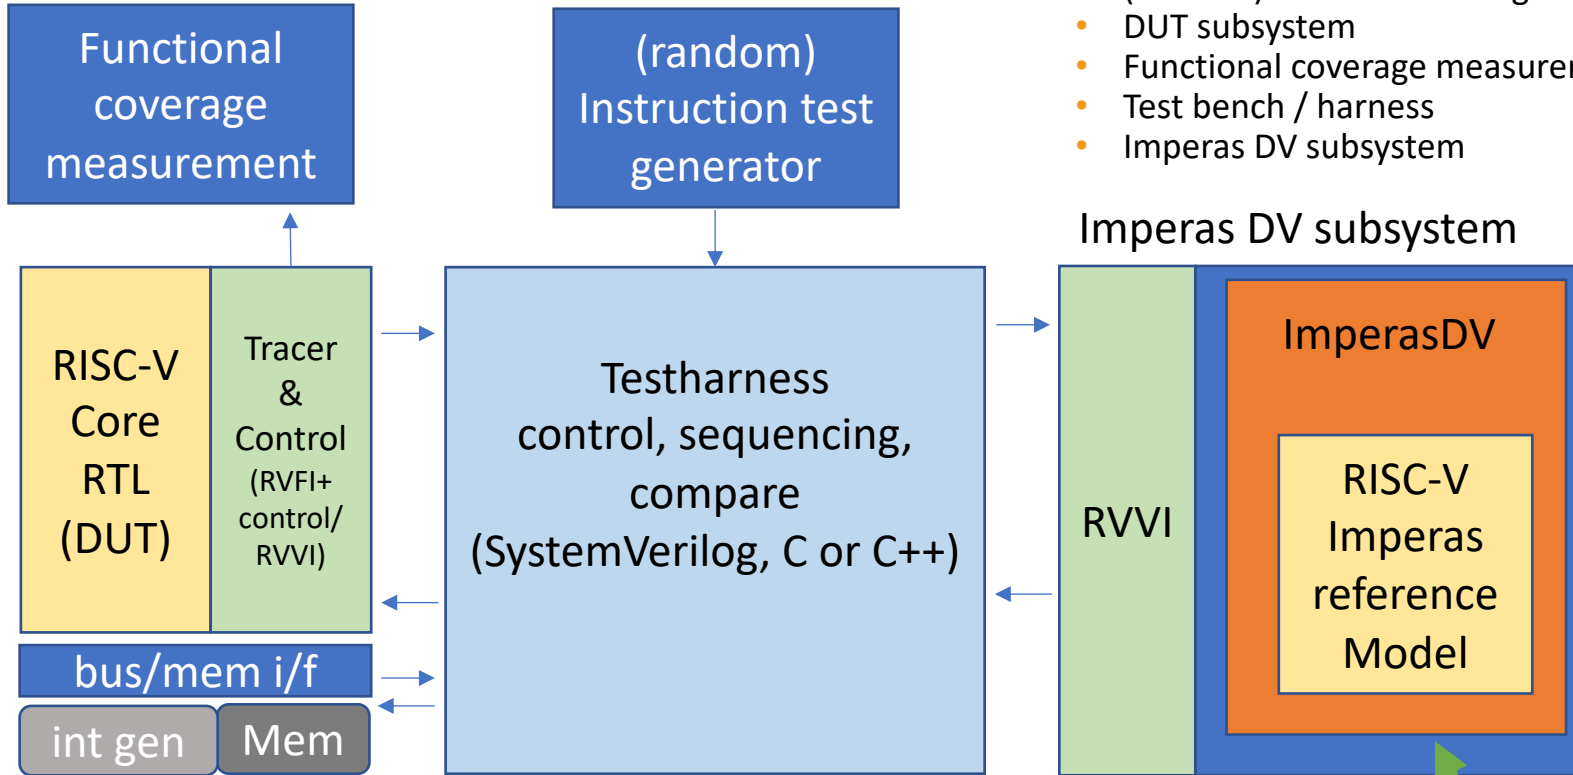 Functional
coverage
measurement
(random)
Instruction test
generator
• DUT subsystem
• Functional coverage
• Test bench / harness
• Imperas DV subsystem
Imperas DV subsystem
RISC-V
Core
RTL
(DUT)
Tracer
&
Control
(RVFI+
control/
RVVI)
Testharness
control, sequencing,
compare
(SystemVerilog, C or C++)
RVVI
ImperasDV
RISC-V
Imperas
reference
Model
bus/mem i/f
int gen
Mem